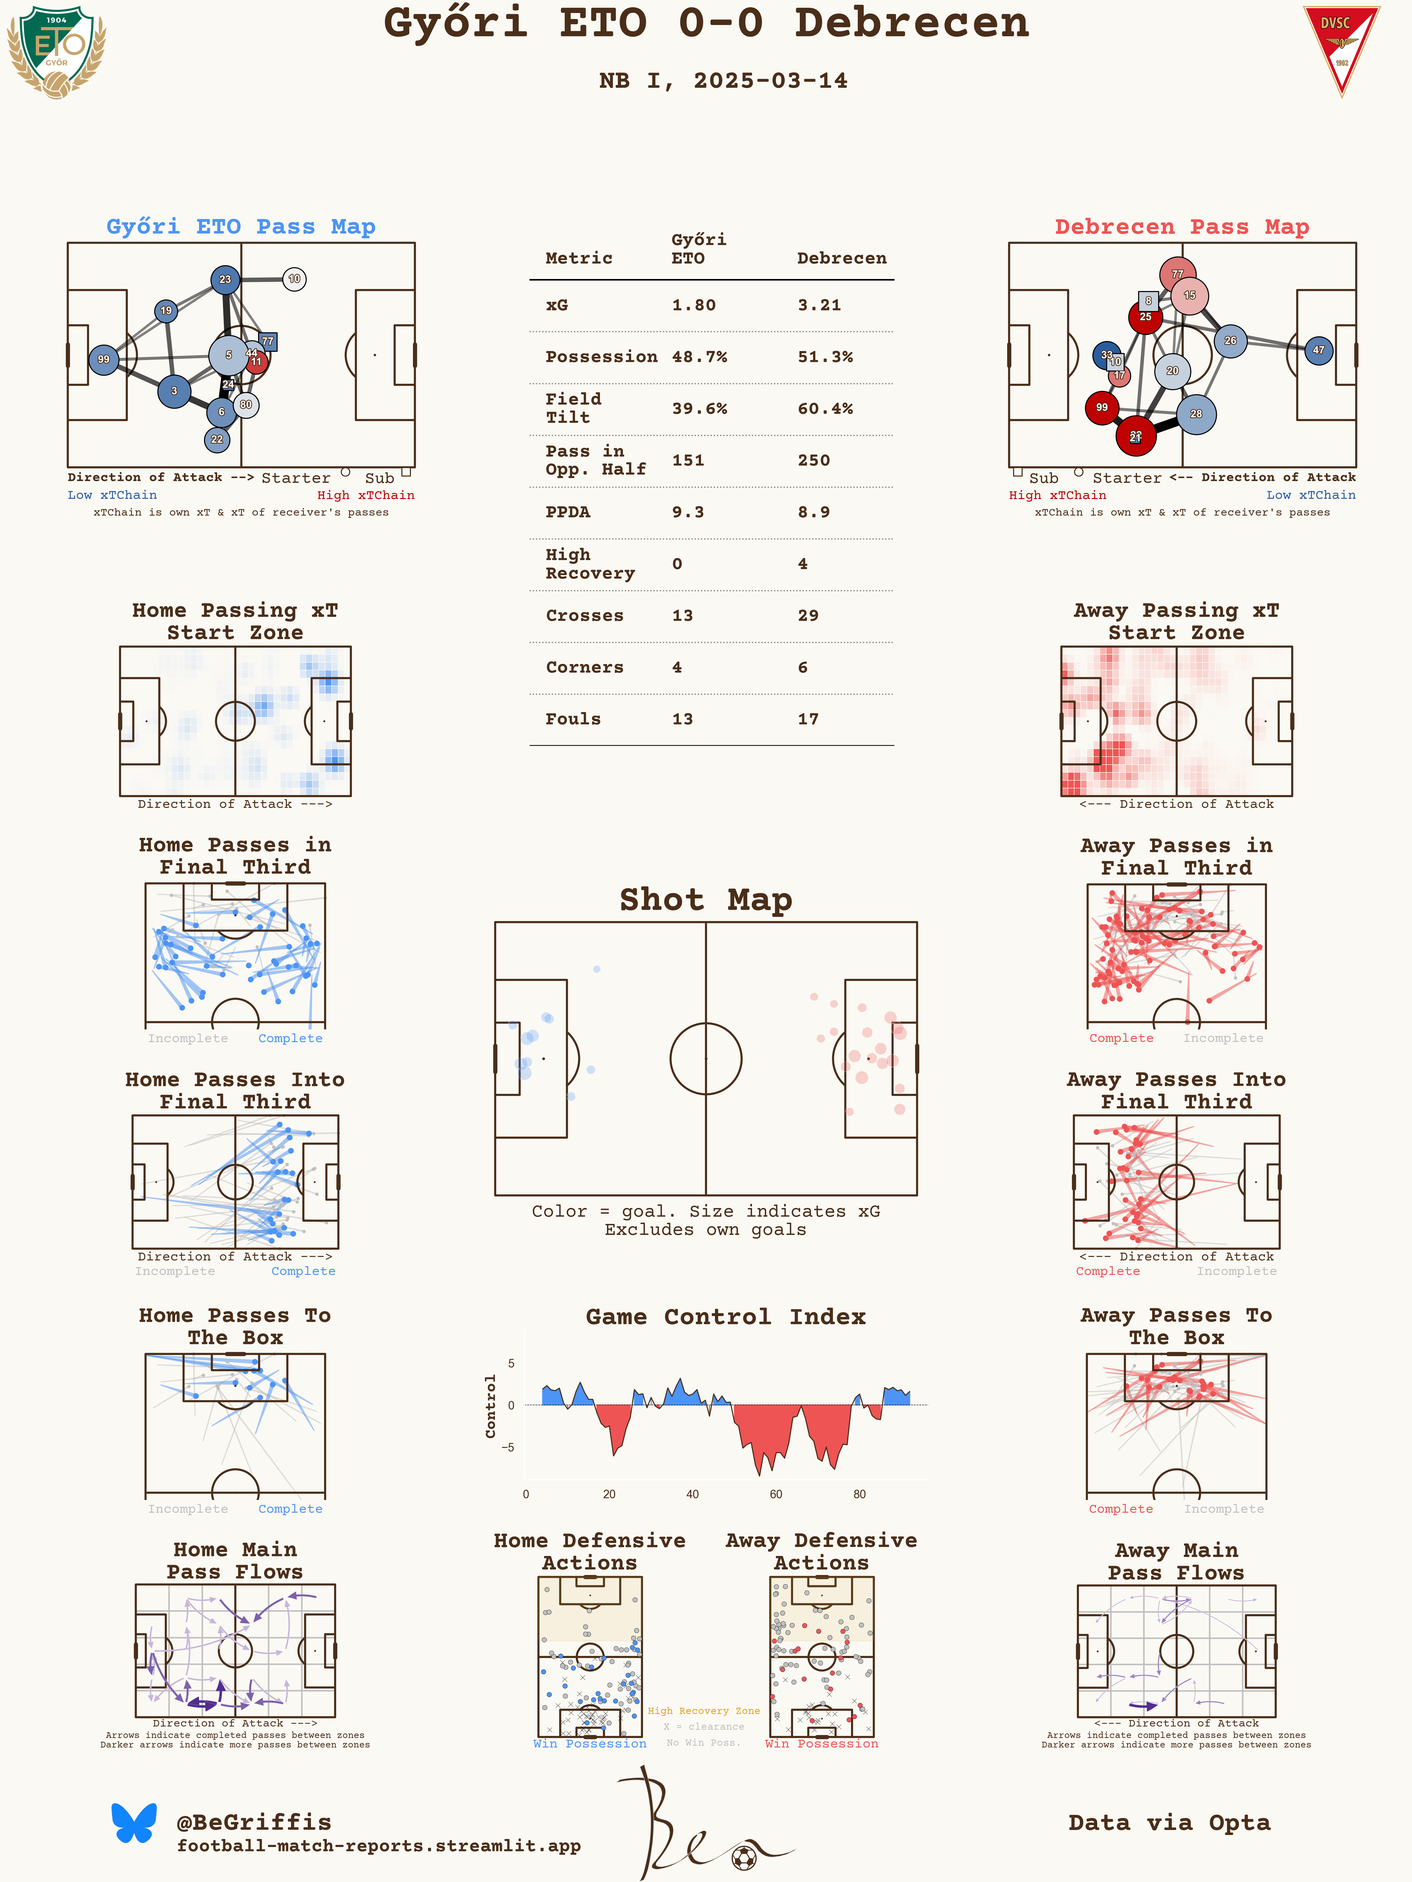 Győri ETO 0-0 Debrecen
NB I, 2025-03-14
1904
ETO
GYŐR
DVSC
1902
Győri ETO Pass Map
23
10
19
77
99
5
44
11
24
3
80
6
22
Direction of Attack --> Starter Sub
Low xTChain High xTChain
xTChain is own xT & xT of receiver's passes
Metric Győri ETO Debrecen
xG 1.80 3.21
Possession 48.7% 51.3%
Field Tilt 39.6% 60.4%
Pass in Opp. Half 151 250
PPDA 9.3 8.9
High Recovery 0 4
Crosses 13 29
Corners 4 6
Fouls 13 17
Debrecen Pass Map
77
15
8
25
26
47
33
10
17
20
99
28
21
Sub Starter <-- Direction of Attack
High xTChain Low xTChain
xTChain is own xT & xT of receiver's passes
Home Passing xT
Start Zone
Direction of Attack --->
Away Passing xT
Start Zone
<--- Direction of Attack
Home Passes in
Final Third
Incomplete Complete
Away Passes in
Final Third
Complete Incomplete
Shot Map
Color = goal. Size indicates xG
Excludes own goals
Home Passes Into
Final Third
Direction of Attack --->
Incomplete Complete
Away Passes Into
Final Third
<--- Direction of Attack
Complete Incomplete
Home Passes To
The Box
Incomplete Complete
Game Control Index
Control
5
0
−5
0 20 40 60 80
Away Passes To
The Box
Complete Incomplete
Home Main
Pass Flows
Direction of Attack --->
Arrows indicate completed passes between zones
Darker arrows indicate more passes between zones
Home Defensive
Actions
Win Possession
High Recovery Zone
X = clearance
No Win Poss.
Away Defensive
Actions
Win Possession
Away Main
Pass Flows
<--- Direction of Attack
Arrows indicate completed passes between zones
Darker arrows indicate more passes between zones
@BeGriffis
football-match-reports.streamlit.app
Ben
Data via Opta